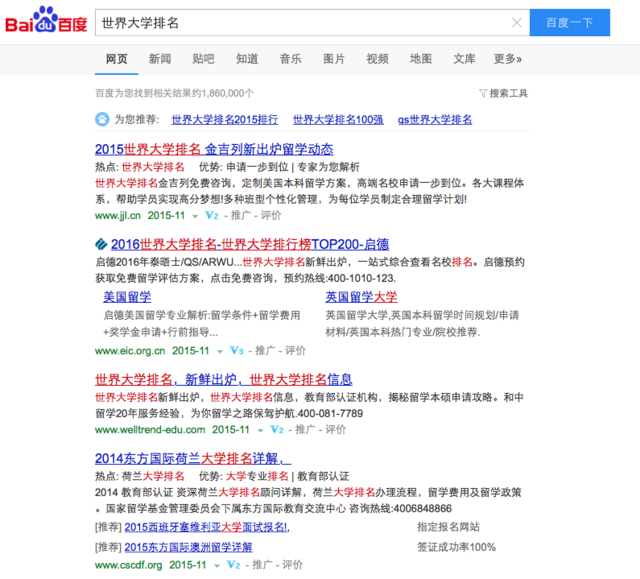 Bai du 百度 世界大学排名 百度一下
网页 新闻 贴吧 知道 音乐 图片 视频 地图 文库 更多»
百度为您找到相关结果约1,860,000个 搜索工具
为您推荐: 世界大学排名2015排行 世界大学排名100强 qs世界大学排名
2015世界大学排名 金吉列新出炉留学动态
热点: 世界大学排名 优势: 申请一步到位 | 专家为您解析
世界大学排名金吉列免费咨询，定制美国本科留学方案，高端名校申请一步到位。各大课程体
系，帮助学员实现高分梦想!多种班型个性化管理，为每位学员制定合理留学计划!
www.jjl.cn 2015-11 V2 - 推广 - 评价
2016世界大学排名-世界大学排行榜TOP200-启德
启德2016年泰晤士/QS/ARWU...世界大学排名新鲜出炉，一站式综合查看名校排名。启德预约
获取免费留学评估方案，点击免费咨询，预约热线:400-1010-123.
美国留学 英国留学大学
启德美国留学专业解析:留学条件+留学费用 英国留学大学,英国本科留学时间规划/申请
+奖学金申请+行前指导... 材料/英国本科热门专业/院校推荐.
www.eic.org.cn 2015-11 V3 - 推广 - 评价
世界大学排名，新鲜出炉，世界大学排名信息
世界大学排名新鲜出炉，世界大学排名信息，教育部认证机构，揭秘留学本硕申请攻略。和中
留学20年服务经验，为你留学之路保驾护航.400-081-7789
www.welltrend-edu.com 2015-11 V2 - 推广 - 评价
2014东方国际荷兰大学排名详解，
热点: 荷兰大学排名 优势: 大学专业排名 | 教育部认证
2014 教育部认证 资深荷兰大学排名顾问详解，荷兰大学排名办理流程，留学费用及留学政策
。国家留学基金管理委员会下属东方国际教育交流中心 咨询热线:4006848866
[推荐] 2015西班牙塞维利亚大学面试报名!, 指定报名网站
[推荐] 2015东方国际澳洲留学详解 签证成功率100%
www.cscdf.org 2015-11 V2 - 推广 - 评价